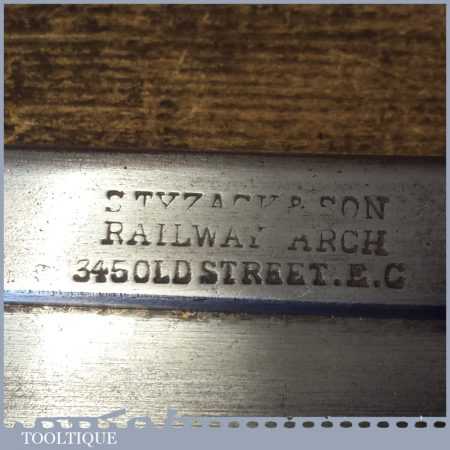 S TYZACK & SON
RAILWAY ARCH
345 OLD STREET. E. C
TOOLTIQUE